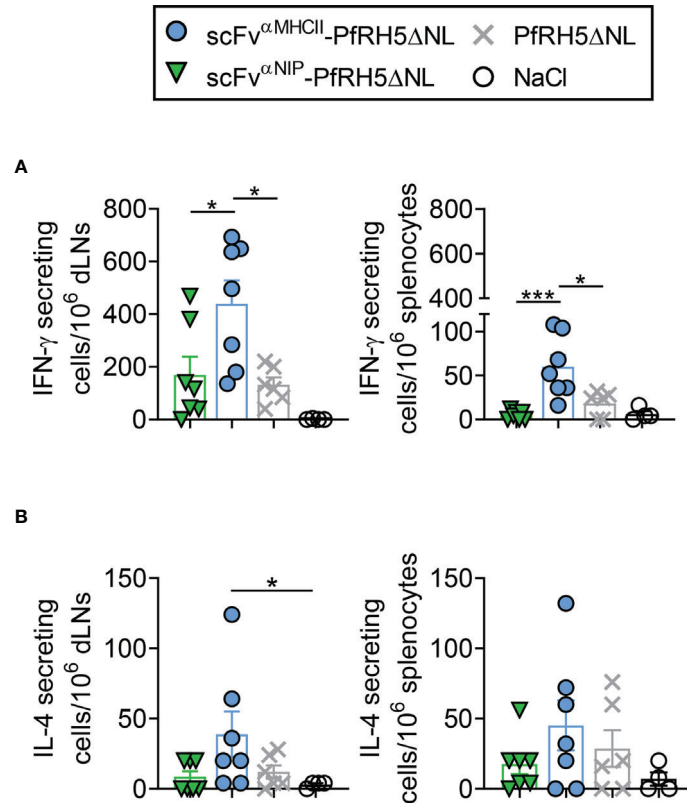 scFvαMHCII-PfRH5ΔNL
PfRH5ΔNL
scFvαNIP-PfRH5ΔNL
NaCl
A
IFN-γ secreting
cells/10⁶ dLNs
800
600
400
200
0
*
*
IFN-γ secreting
cells/10⁶ splenocytes
800
600
400
100
50
0
***
*
B
IL-4 secreting
cells/10⁶ dLNs
150
100
50
0
*
IL-4 secreting
cells/10⁶ splenocytes
150
100
50
0